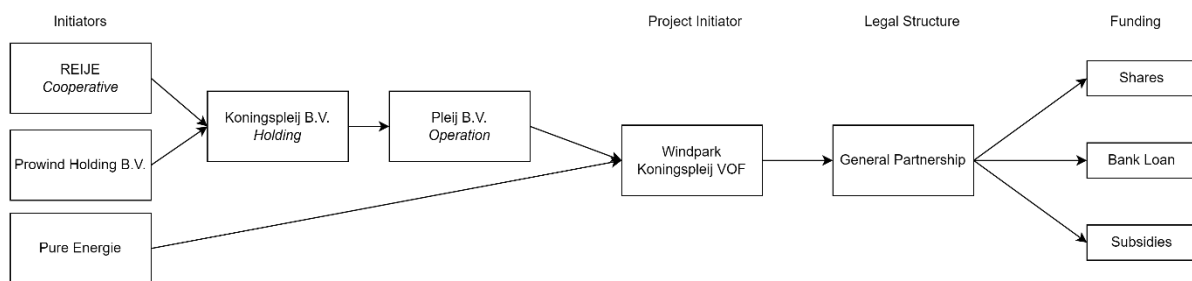 Initiators
Project Initiator
Legal Structure
Funding
REIJE
Cooperative
Prowind Holding B.V.
Pure Energie
Koningspleij B.V.
Holding
Pleij B.V.
Operation
Windpark
Koningspleij VOF
General Partnership
Shares
Bank Loan
Subsidies